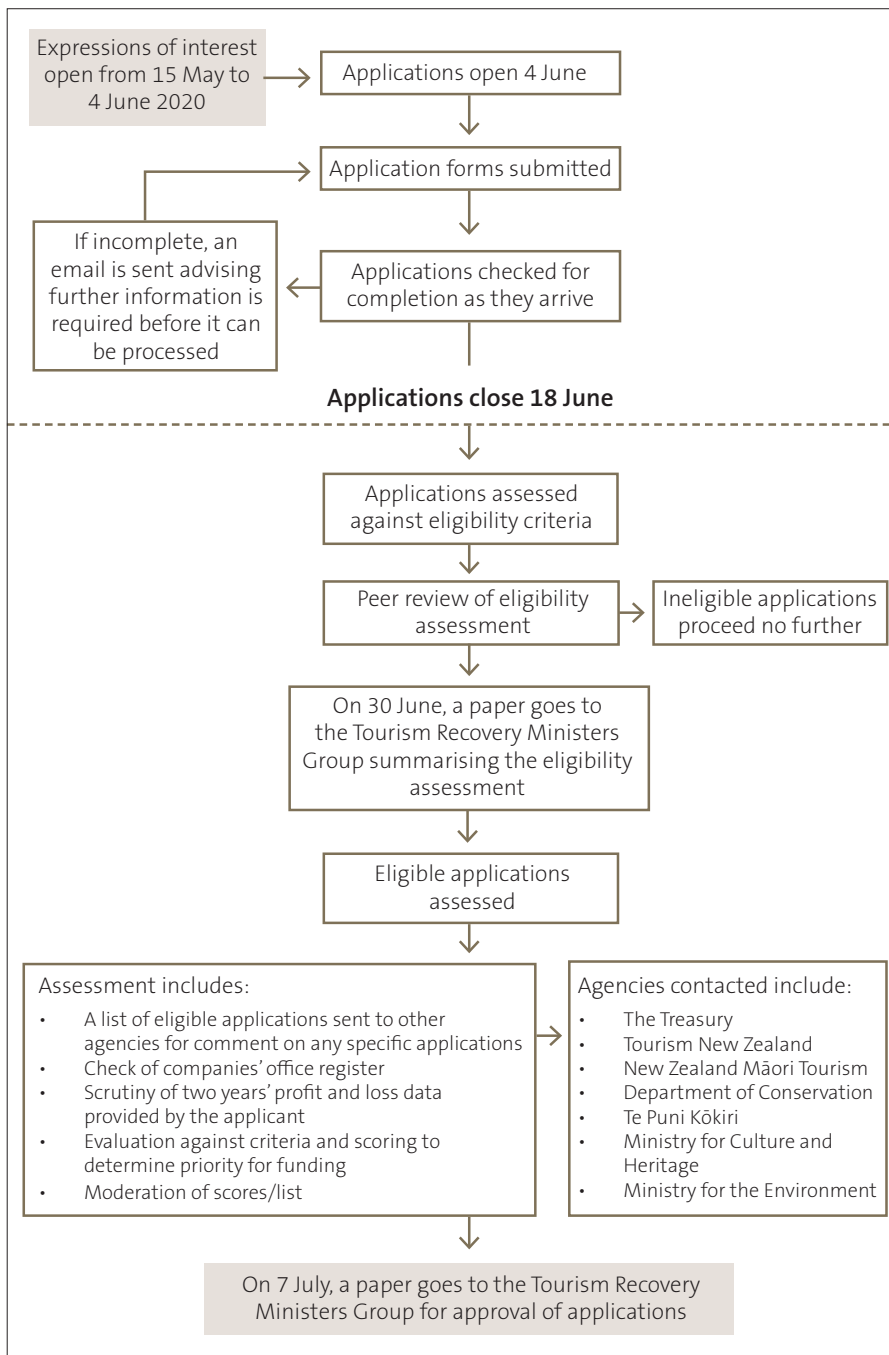 Expressions of interest
open from 15 May to
4 June 2020
Applications open 4 June
Application forms submitted
If incomplete, an
email is sent advising
further information is
required before it can
be processed
Applications checked for
completion as they arrive
Applications close 18 June
Applications assessed
against eligibility criteria
Peer review of eligibility
assessment
Ineligible applications
proceed no further
On 30 June, a paper goes to
the Tourism Recovery Ministers
Group summarising the eligibility
assessment
Eligible applications
assessed
Assessment includes:
• A list of eligible applications sent to other
agencies for comment on any specific applications
• Check of companies’ office register
• Scrutiny of two years’ profit and loss data
provided by the applicant
• Evaluation against criteria and scoring to
determine priority for funding
• Moderation of scores/list
Agencies contacted include:
• The Treasury
• Tourism New Zealand
• New Zealand Māori Tourism
• Department of Conservation
• Te Puni Kōkiri
• Ministry for Culture and
Heritage
• Ministry for the Environment
On 7 July, a paper goes to the Tourism Recovery
Ministers Group for approval of applications